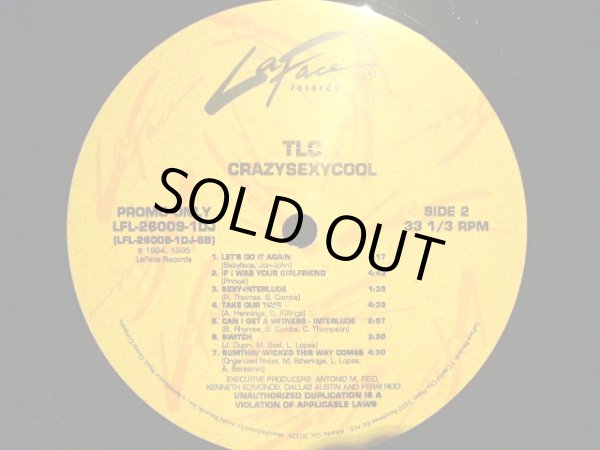 LaFace
records
®
TLC
CRAZYSEXYCOOL
SOLD OUT
PROMO ONLY
LFL-26009-1DJ
(LFL-26009-1DJ-SB)
℗ 1994, 1995
LaFace Records
SIDE 2
33 1/3 RPM
1. LET'S DO IT AGAIN
(Babyface, Jon-John)
2. IF I WAS YOUR GIRLFRIEND 4:43
(Prince)
3. SEXY-INTERLUDE 1:35
(R. Thomas, S. Combs)
4. TAKE OUR TIME 4:33
(A. Hennings, D. Killings)
5. CAN I GET A WITNESS - INTERLUDE 2:57
(B. Rhymes, S. Combs, C. Thompson)
6. SWITCH 3:30
(J. Dupri, M. Seal, L. Lopes)
7. SUMTHIN' WICKED THIS WAY COMES 4:30
(Organized Noize, M. Etheridge, L. Lopes,
A. Benjamin)
EXECUTIVE PRODUCERS: ANTONIO M. REID,
KENNETH EDMONDS, DALLAS AUSTIN AND PERRI REID
UNAUTHORIZED DUPLICATION IS A
VIOLATION OF APPLICABLE LAWS